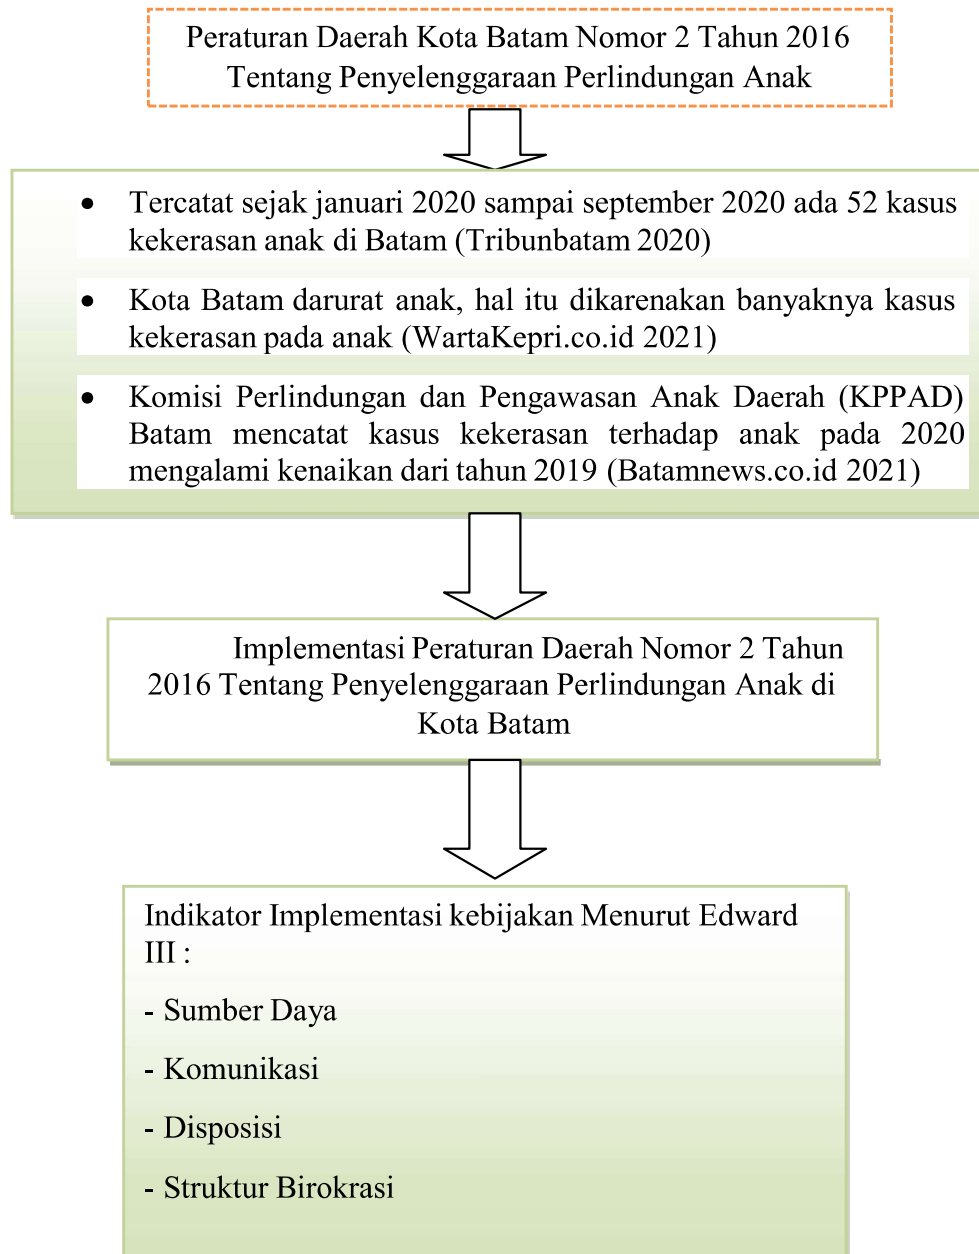 Peraturan Daerah Kota Batam Nomor 2 Tahun 2016
Tentang Penyelenggaraan Perlindungan Anak
• Tercatat sejak januari 2020 sampai september 2020 ada 52 kasus
kekerasan anak di Batam (Tribunbatam 2020)
• Kota Batam darurat anak, hal itu dikarenakan banyaknya kasus
kekerasan pada anak (WartaKepri.co.id 2021)
• Komisi Perlindungan dan Pengawasan Anak Daerah (KPPAD)
Batam mencatat kasus kekerasan terhadap anak pada 2020
mengalami kenaikan dari tahun 2019 (Batamnews.co.id 2021)
Implementasi Peraturan Daerah Nomor 2 Tahun
2016 Tentang Penyelenggaraan Perlindungan Anak di
Kota Batam
Indikator Implementasi kebijakan Menurut Edward
III :
- Sumber Daya
- Komunikasi
- Disposisi
- Struktur Birokrasi